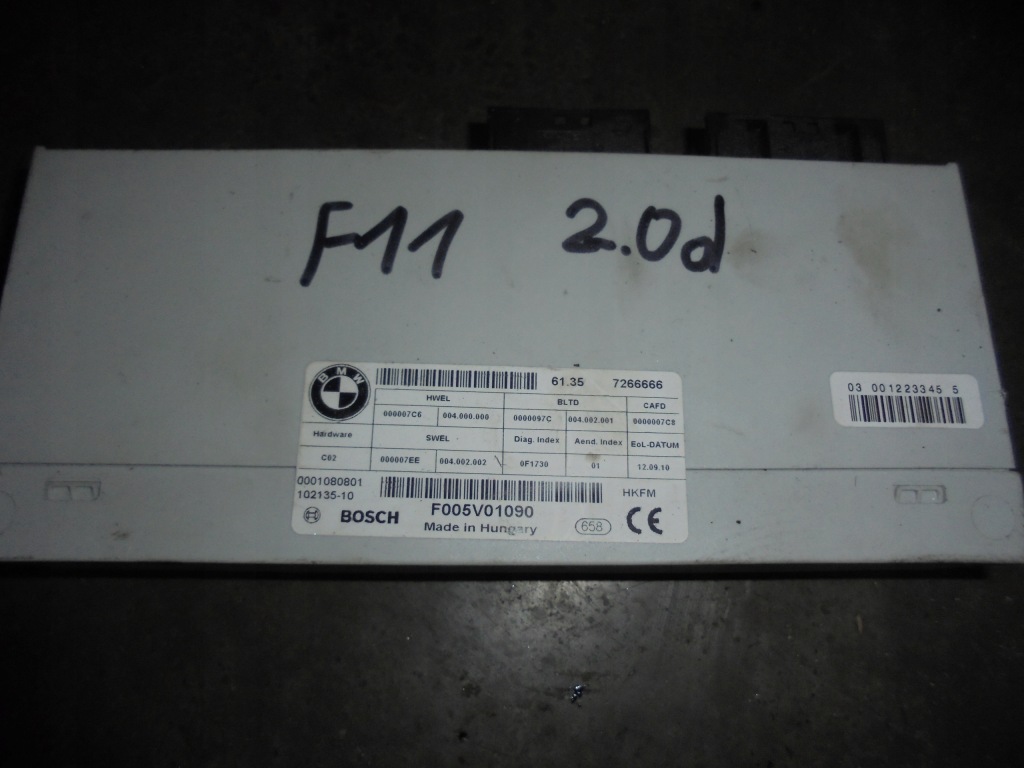 F11 2.0d
BMW
61.35 7266666
03 001223345 5
HWEL BLTD CAFD
000007C6 004.000.000 0000097C 004.002.001 000007C8
Hardware SWEL Diag. Index Aend. Index EoL-DATUM
C02 000007EE 004.002.002 0F1730 01 12.09.10
0001080801
102135-10 HKFM
BOSCH F005V01090
Made in Hungary 658 CE